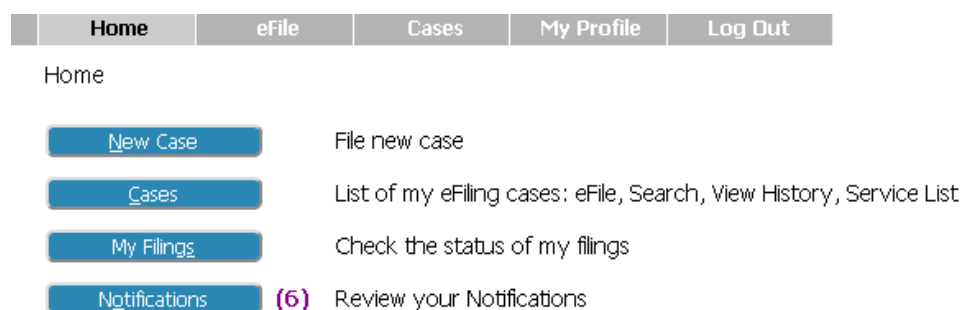 Home eFile Cases My Profile Log Out
Home
New Case File new case
Cases List of my eFiling cases: eFile, Search, View History, Service List
My Filings Check the status of my filings
Notifications (6) Review your Notifications